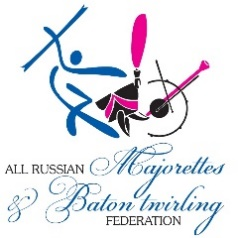 ALL RUSSIAN Majorettes
& Baton twirling
FEDERATION